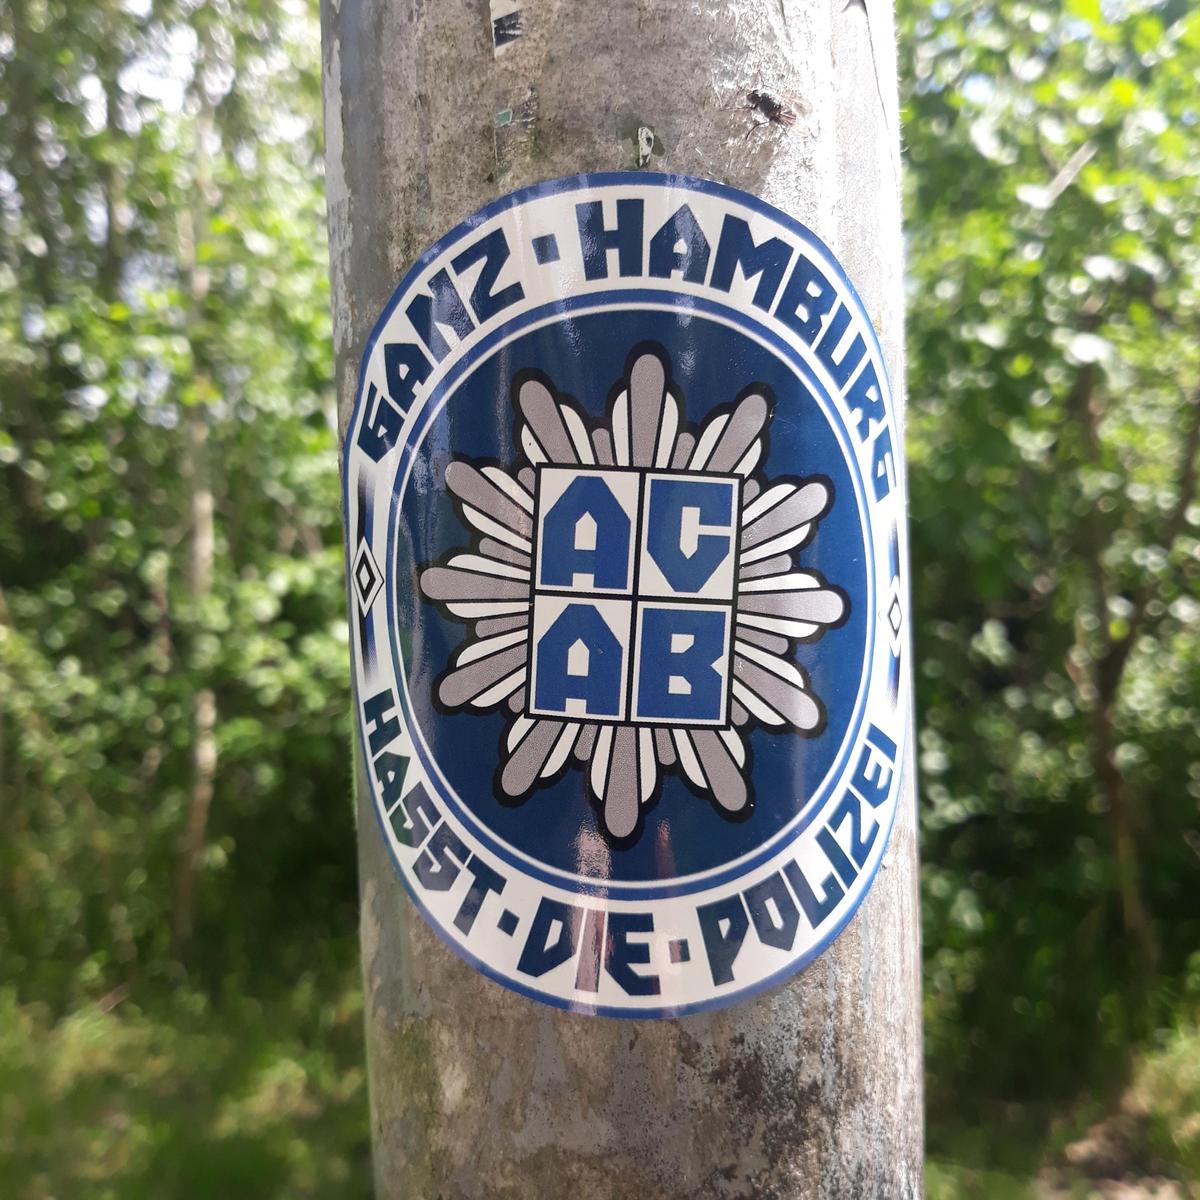 GANZ · HAMBURG
AC
AB
HASST · DIE · POLIZEI